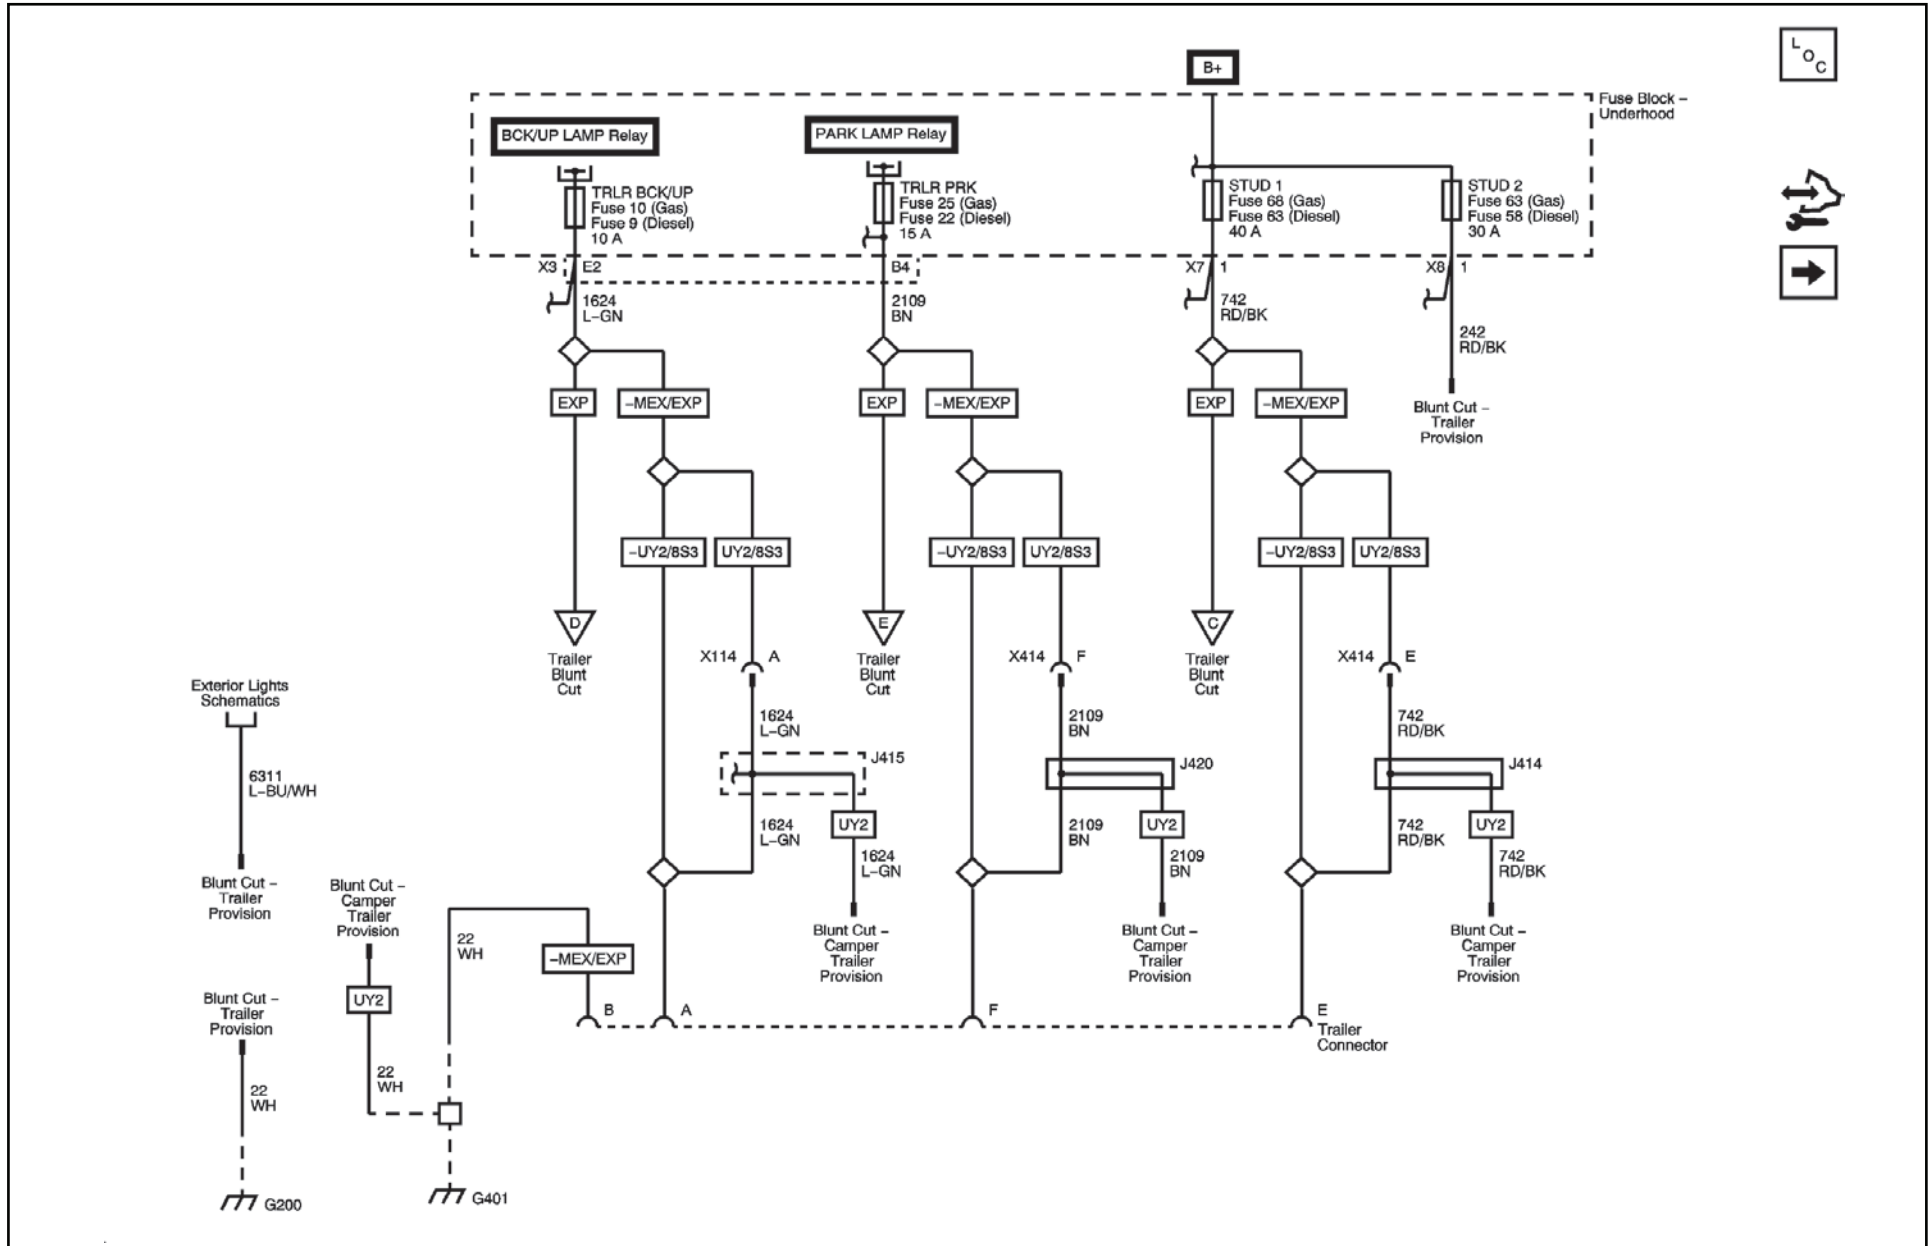 L O C
B+
Fuse Block –
Underhood
BCK/UP LAMP Relay
PARK LAMP Relay
TRLR BCK/UP
Fuse 10 (Gas)
Fuse 9 (Diesel)
10 A
TRLR PRK
Fuse 25 (Gas)
Fuse 22 (Diesel)
15 A
STUD 1
Fuse 68 (Gas)
Fuse 63 (Diesel)
40 A
STUD 2
Fuse 63 (Gas)
Fuse 58 (Diesel)
30 A
X3 E2
B4
X7 1
X8 1
1624
L–GN
2109
BN
742
RD/BK
242
RD/BK
EXP
–MEX/EXP
EXP
–MEX/EXP
EXP
–MEX/EXP
Blunt Cut –
Trailer
Provision
–UY2/8S3
UY2/8S3
–UY2/8S3
UY2/8S3
–UY2/8S3
UY2/8S3
D
Trailer
Blunt
Cut
X114 A
E
Trailer
Blunt
Cut
X414 F
C
Trailer
Blunt
Cut
X414 E
Exterior Lights
Schematics
1624
L–GN
2109
BN
742
RD/BK
J415
J420
J414
6311
L–BU/WH
1624
L–GN
UY2
2109
BN
UY2
742
RD/BK
UY2
1624
L–GN
2109
BN
742
RD/BK
Blunt Cut –
Trailer
Provision
Blunt Cut –
Camper
Trailer
Provision
22
WH
–MEX/EXP
Blunt Cut –
Camper
Trailer
Provision
Blunt Cut –
Camper
Trailer
Provision
Blunt Cut –
Camper
Trailer
Provision
Blunt Cut –
Trailer
Provision
UY2
B
A
F
E
Trailer
Connector
22
WH
22
WH
G200
G401